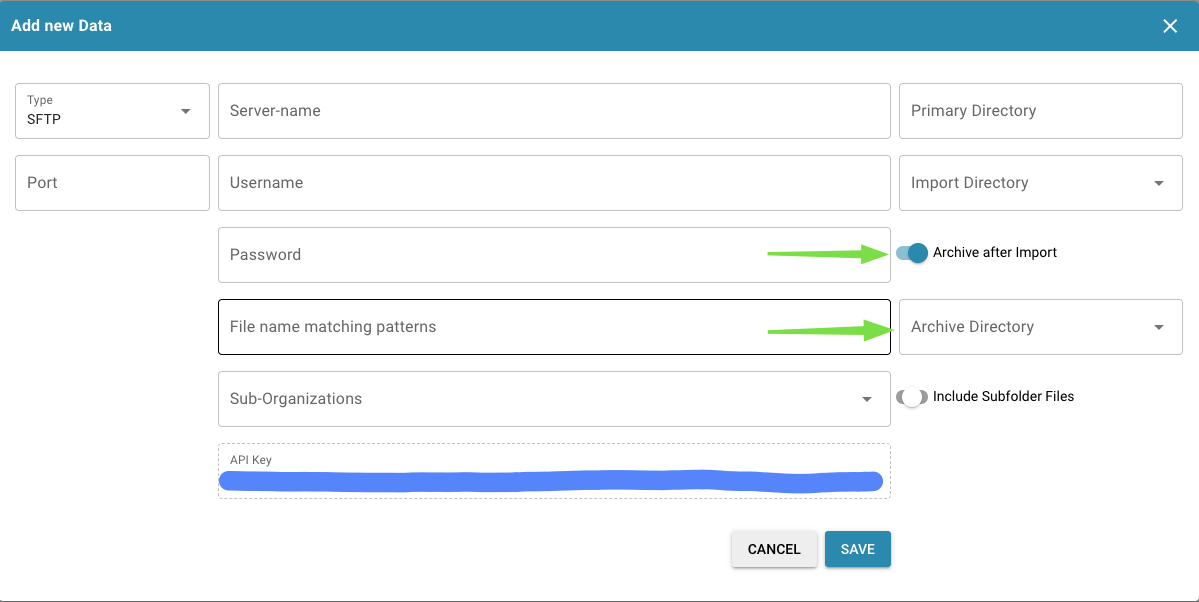 Add new Data
Type
SFTP
Server-name
Primary Directory
Port
Username
Import Directory
Password
Archive after Import
File name matching patterns
Archive Directory
Sub-Organizations
Include Subfolder Files
API Key
CANCEL
SAVE